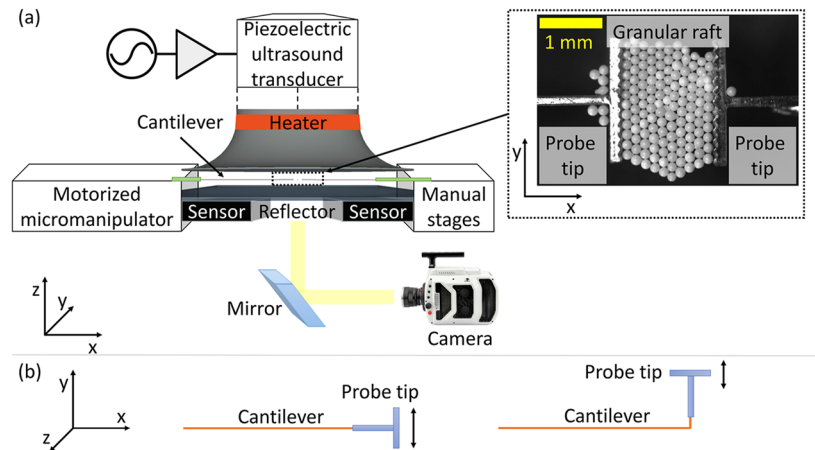 (a)
Piezoelectric
ultrasound
transducer
Heater
Cantilever
Motorized
micromanipulator
Sensor
Reflector
Sensor
Manual
stages
Mirror
Camera
z
y
x
1 mm
Granular raft
Probe
tip
Probe
tip
y
x
(b)
y
x
z
Cantilever
Probe tip
Cantilever
Probe tip